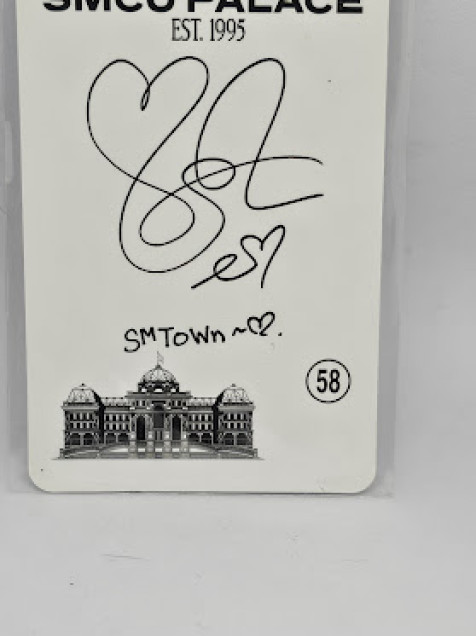 SMCU PALACE
EST. 1995
SMTOWN ~♡.
58